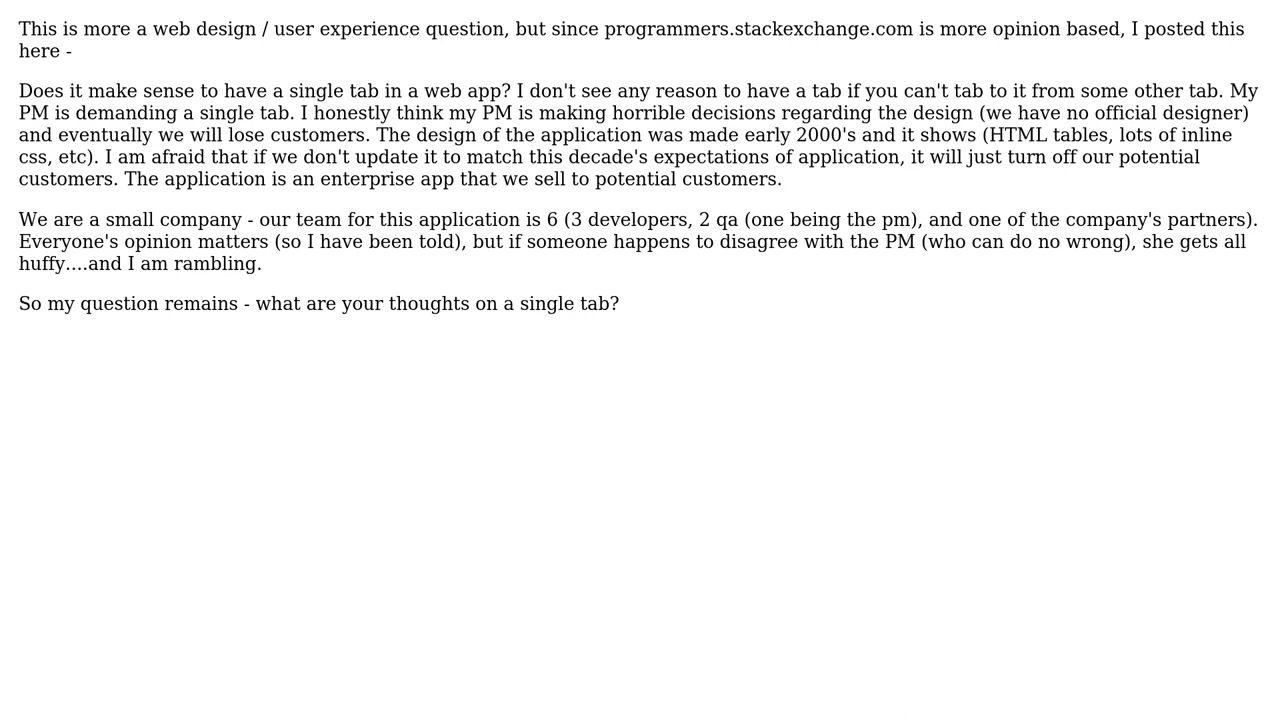 This is more a web design / user experience question, but since programmers.stackexchange.com is more opinion based, I posted this
here -
Does it make sense to have a single tab in a web app? I don't see any reason to have a tab if you can't tab to it from some other tab. My
PM is demanding a single tab. I honestly think my PM is making horrible decisions regarding the design (we have no official designer)
and eventually we will lose customers. The design of the application was made early 2000's and it shows (HTML tables, lots of inline
css, etc). I am afraid that if we don't update it to match this decade's expectations of application, it will just turn off our potential
customers. The application is an enterprise app that we sell to potential customers.
We are a small company - our team for this application is 6 (3 developers, 2 qa (one being the pm), and one of the company's partners).
Everyone's opinion matters (so I have been told), but if someone happens to disagree with the PM (who can do no wrong), she gets all
huffy....and I am rambling.
So my question remains - what are your thoughts on a single tab?